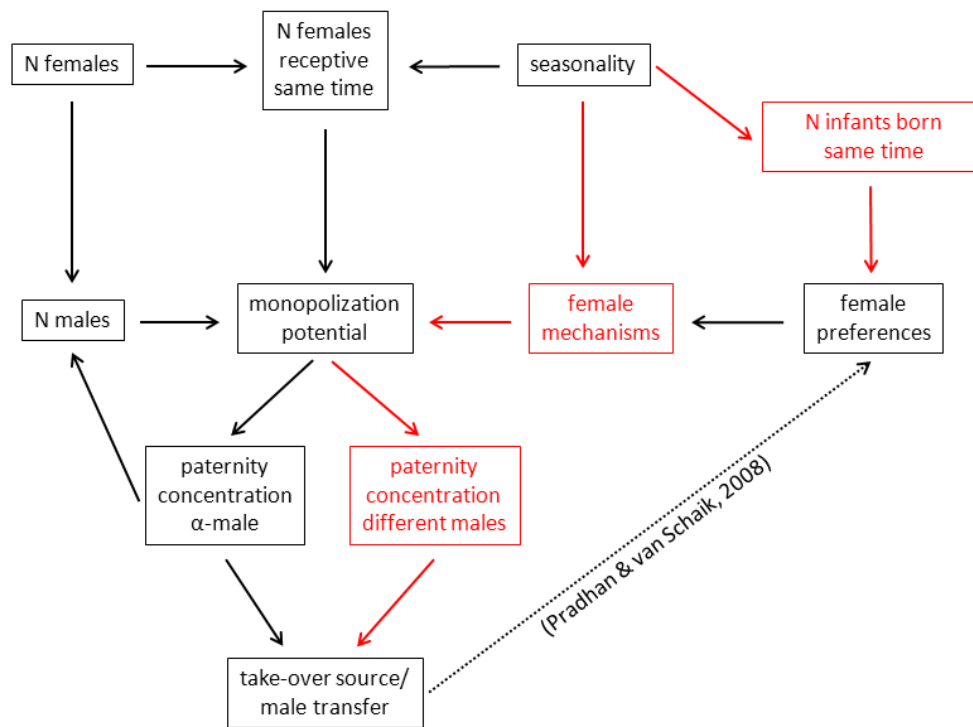 N females
N females
receptive
same time
seasonality
N infants born
same time
N males
monopolization
potential
female
mechanisms
female
preferences
paternity
concentration
α-male
paternity
concentration
different males
(Pradhan & van Schaik, 2008)
take-over source/
male transfer